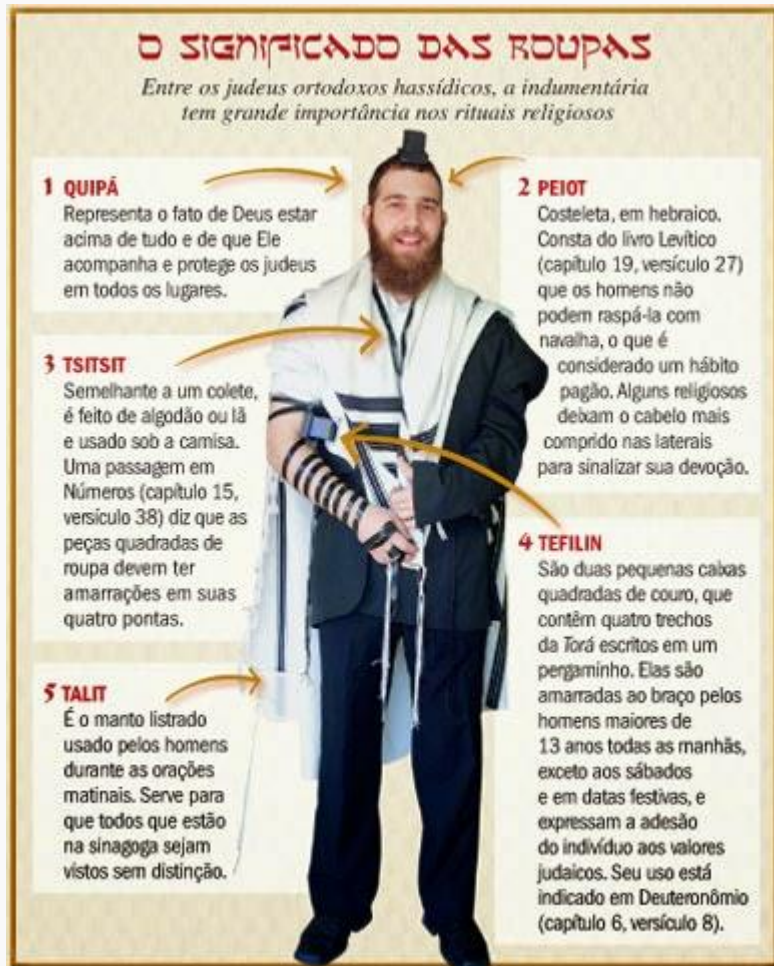 O SIGNIFICADO DAS ROUPAS
Entre os judeus ortodoxos hassídicos, a indumentária
tem grande importância nos rituais religiosos
1 QUIPÁ
Representa o fato de Deus estar
acima de tudo e de que Ele
acompanha e protege os judeus
em todos os lugares.
2 PEIOT
Costeleta, em hebraico.
Consta do livro Levítico
(capítulo 19, versículo 27)
que os homens não
podem raspá-la com
navalha, o que é
considerado um hábito
pagão. Alguns religiosos
deixam o cabelo mais
comprido nas laterais
para sinalizar sua devoção.
3 TSITSIT
Semelhante a um colete,
é feito de algodão ou lã
e usado sob a camisa.
Uma passagem em
Números (capítulo 15,
versículo 38) diz que as
peças quadradas de
roupa devem ter
amarrações em suas
quatro pontas.
4 TEFILIN
São duas pequenas caixas
quadradas de couro, que
contêm quatro trechos
da Torá escritos em um
pergaminho. Elas são
amarradas ao braço pelos
homens maiores de
13 anos todas as manhãs,
exceto aos sábados
e em datas festivas, e
expressam a adesão
do indivíduo aos valores
judaicos. Seu uso está
indicado em Deuteronômio
(capítulo 6, versículo 8).
5 TALIT
É o manto listrado
usado pelos homens
durante as orações
matinais. Serve para
que todos que estão
na sinagoga sejam
vistos sem distinção.